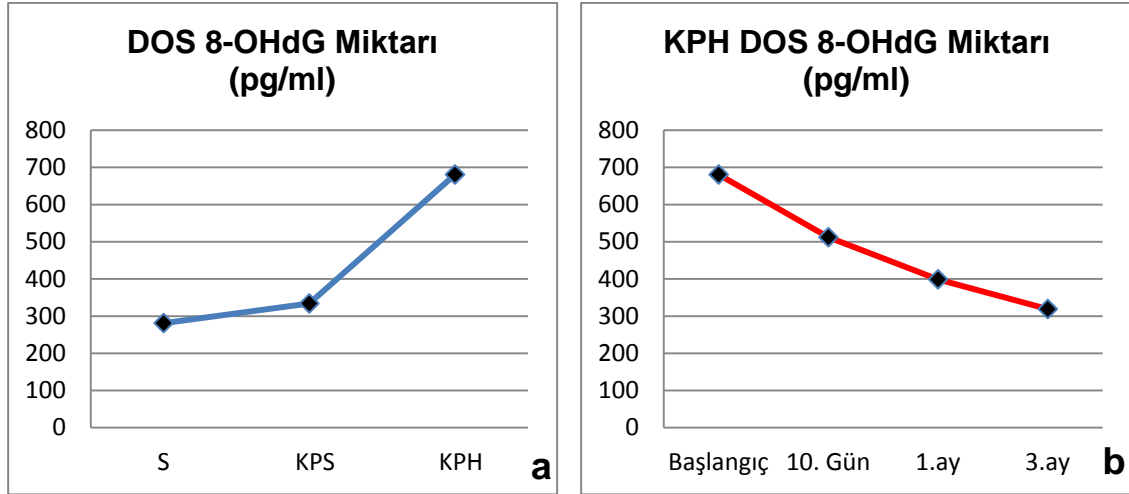 DOS 8-OHdG Miktarı
(pg/ml)
800
700
600
500
400
300
200
100
0
S KPS KPH
a
KPH DOS 8-OHdG Miktarı
(pg/ml)
800
700
600
500
400
300
200
100
0
Başlangıç 10. Gün 1.ay 3.ay
b